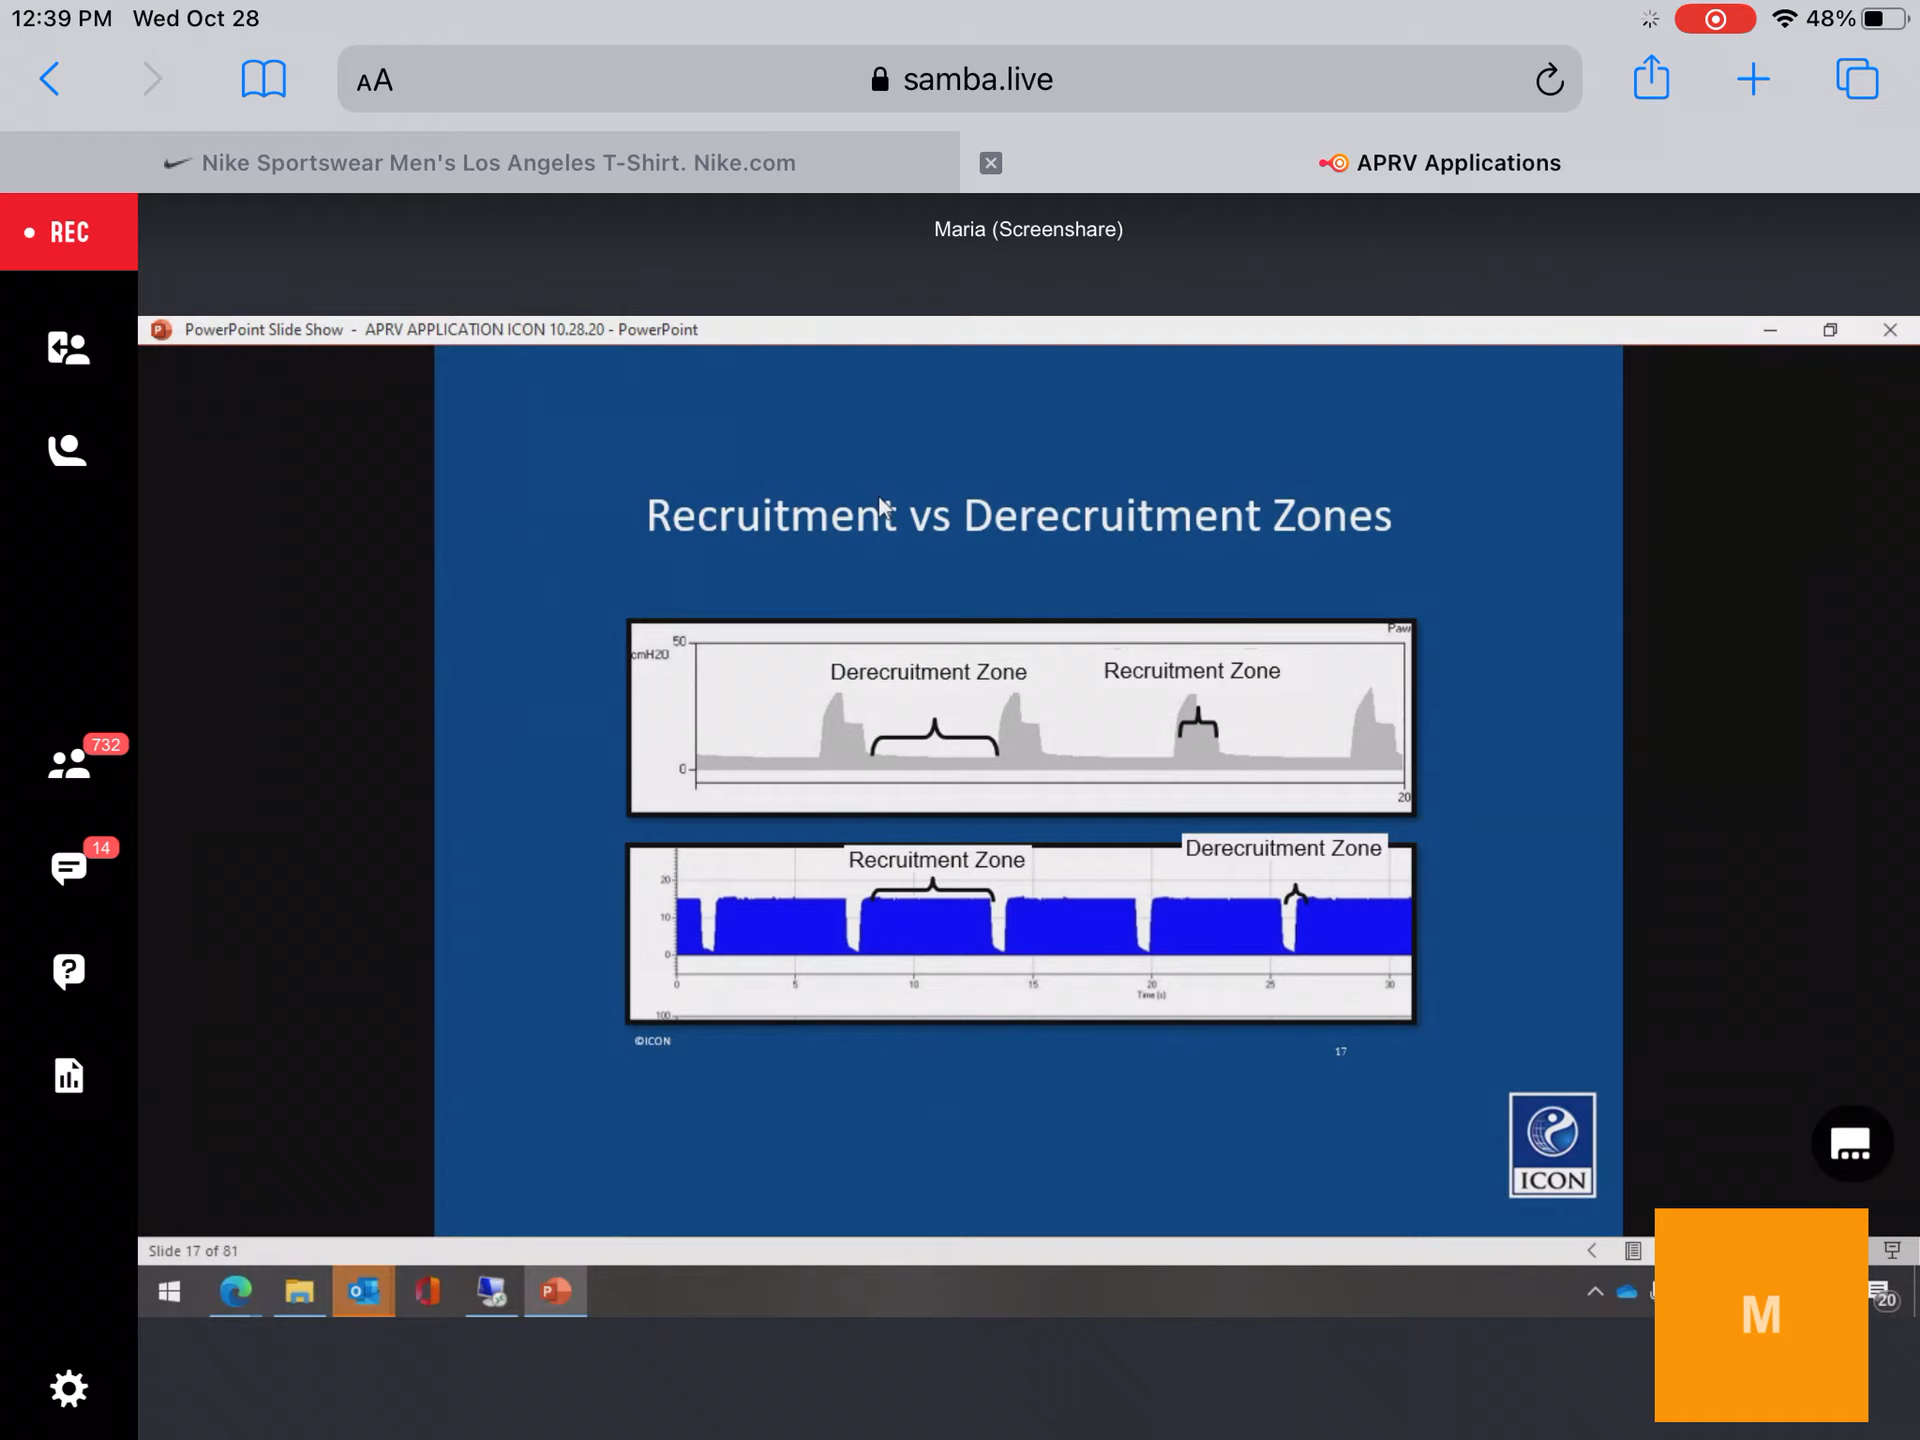 12:39 PM Wed Oct 28
48%
AA
samba.live
Nike Sportswear Men's Los Angeles T-Shirt. Nike.com
APRV Applications
REC
Maria (Screenshare)
PowerPoint Slide Show - APRV APPLICATION ICON 10.28.20 - PowerPoint
Recruitment vs Derecruitment Zones
Paw
50
cmH2O
Derecruitment Zone
Recruitment Zone
0
20
732
14
Recruitment Zone
Derecruitment Zone
20
10
0
0 5 10 15 20 25 30
Time (s)
100
©ICON
17
ICON
Slide 17 of 81
20
M